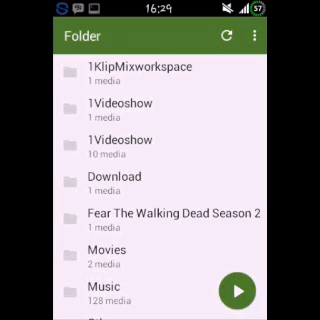 16:29
57
Folder
1KlipMixworkspace
1 media
1Videoshow
1 media
1Videoshow
10 media
Download
1 media
Fear The Walking Dead Season 2
1 media
Movies
2 media
Music
128 media